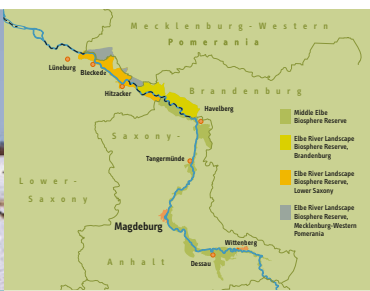 Mecklenburg-Western
Pomerania
Lüneburg
Bleckede
Hitzacker
Brandenburg
Havelberg
Saxony-
Tangermünde
Lower-
Saxony
Magdeburg
Wittenberg
Dessau
Anhalt
Middle Elbe
Biosphere Reserve
Elbe River Landscape
Biosphere Reserve,
Brandenburg
Elbe River Landscape
Biosphere Reserve,
Lower Saxony
Elbe River Landscape
Biosphere Reserve,
Mecklenburg-Western
Pomerania